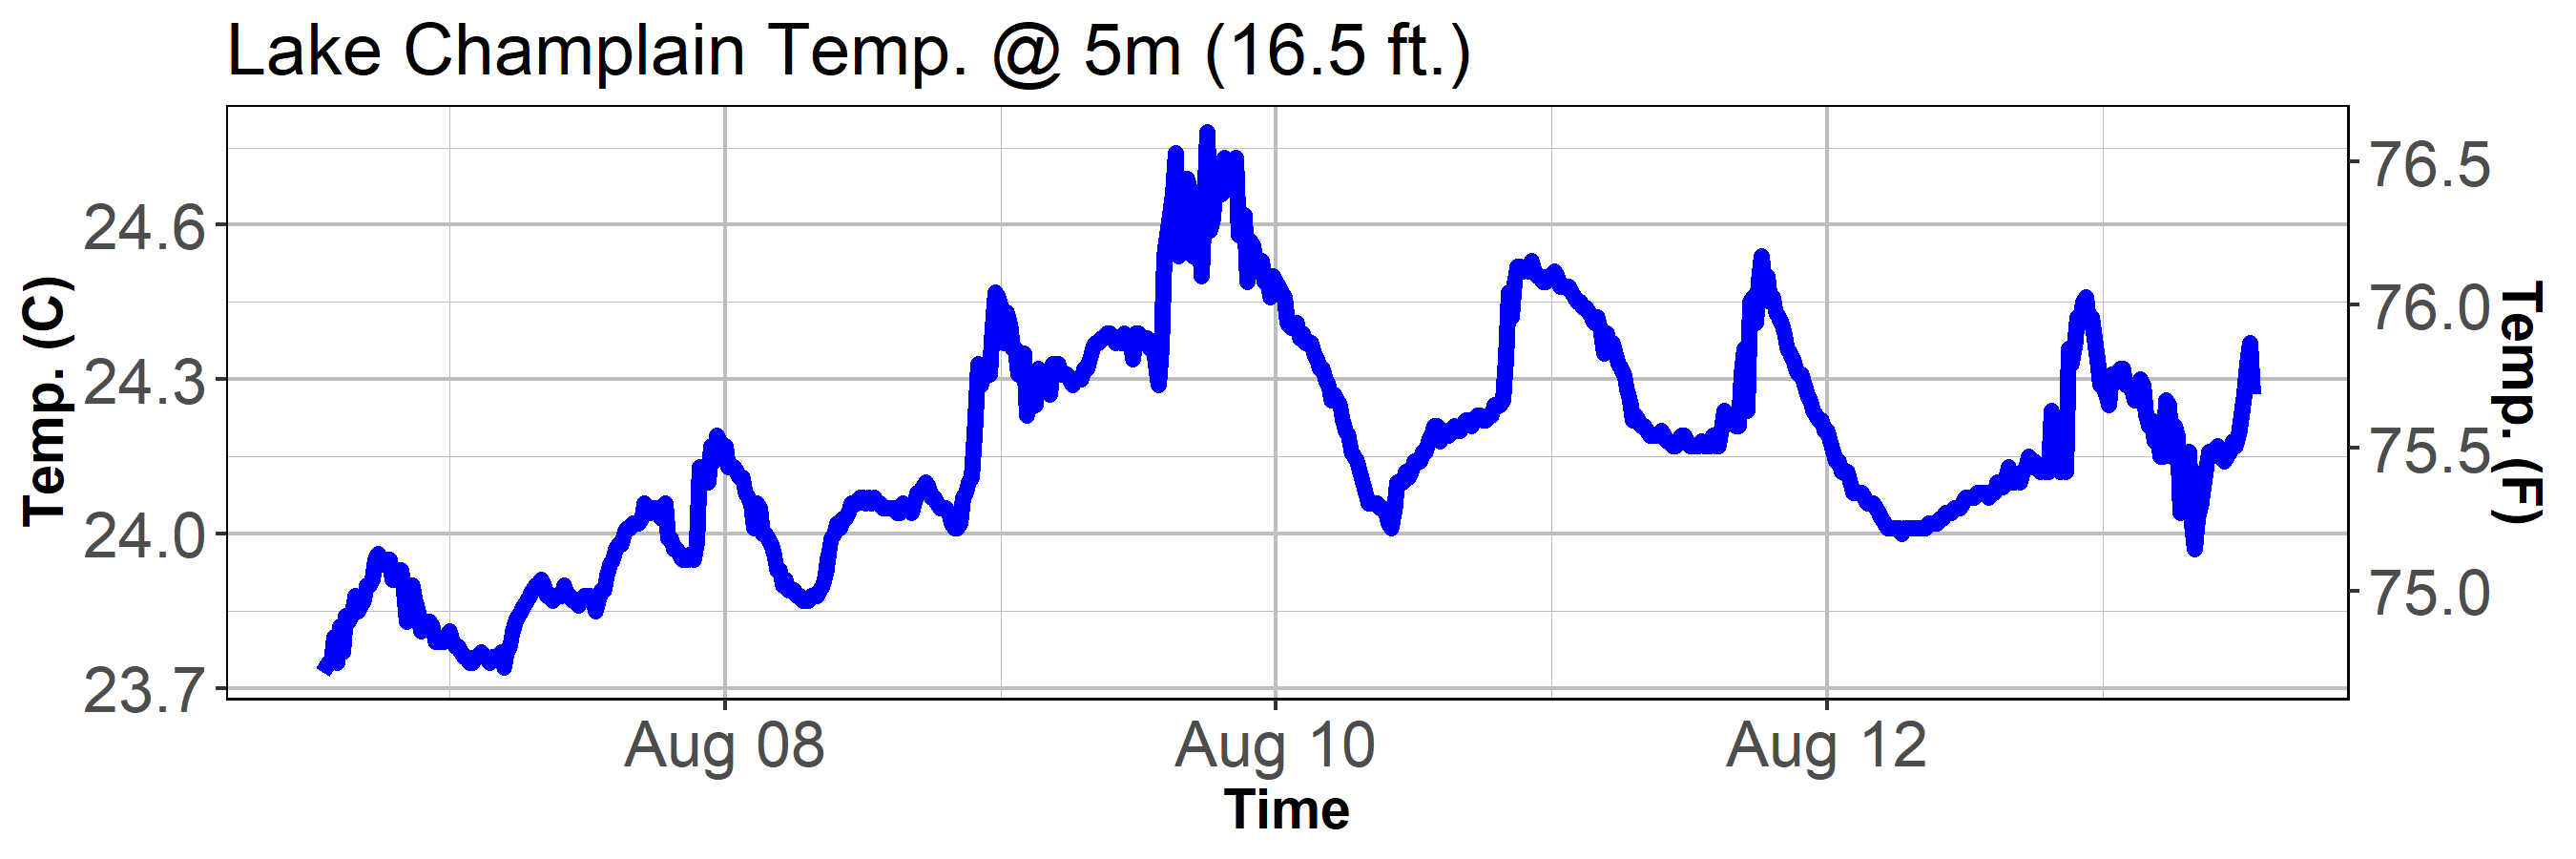 Lake Champlain Temp. @ 5m (16.5 ft.)
Temp. (C)
24.6
24.3
24.0
23.7
76.5
76.0
75.5
75.0
Temp. (F)
Aug 08 Aug 10 Aug 12
Time